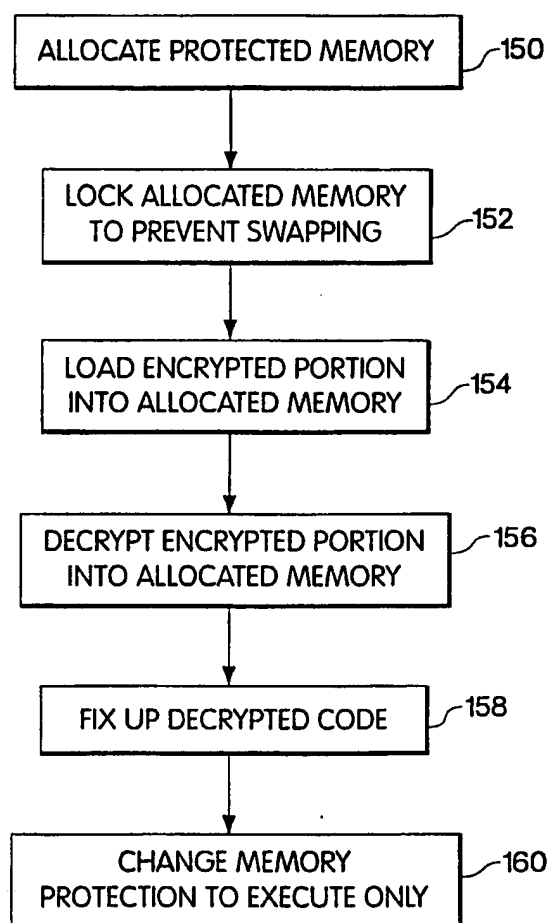 ALLOCATE PROTECTED MEMORY
150
LOCK ALLOCATED MEMORY
TO PREVENT SWAPPING
152
LOAD ENCRYPTED PORTION
INTO ALLOCATED MEMORY
154
DECRYPT ENCRYPTED PORTION
INTO ALLOCATED MEMORY
156
FIX UP DECRYPTED CODE
158
CHANGE MEMORY
PROTECTION TO EXECUTE ONLY
160